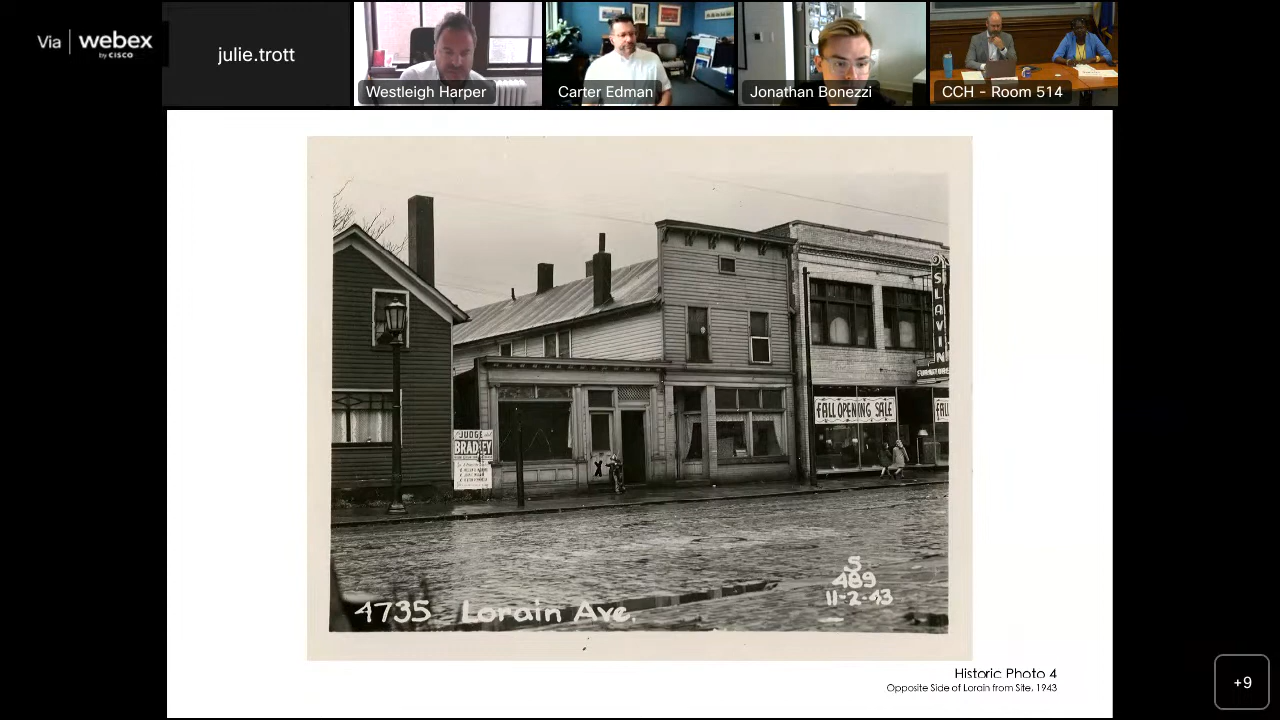 Via | webex
by CISCO
julie.trott
Westleigh Harper
Carter Edman
Jonathan Bonezzi
CCH - Room 514
SLAVIN
FURNITURE
JUDGE
BRADLEY
FALL OPENING SALE
FALL
4735 Lorain Ave.
S
489
11-2-43
Historic Photo 4
Opposite Side of Lorain from Site, 1943
+9